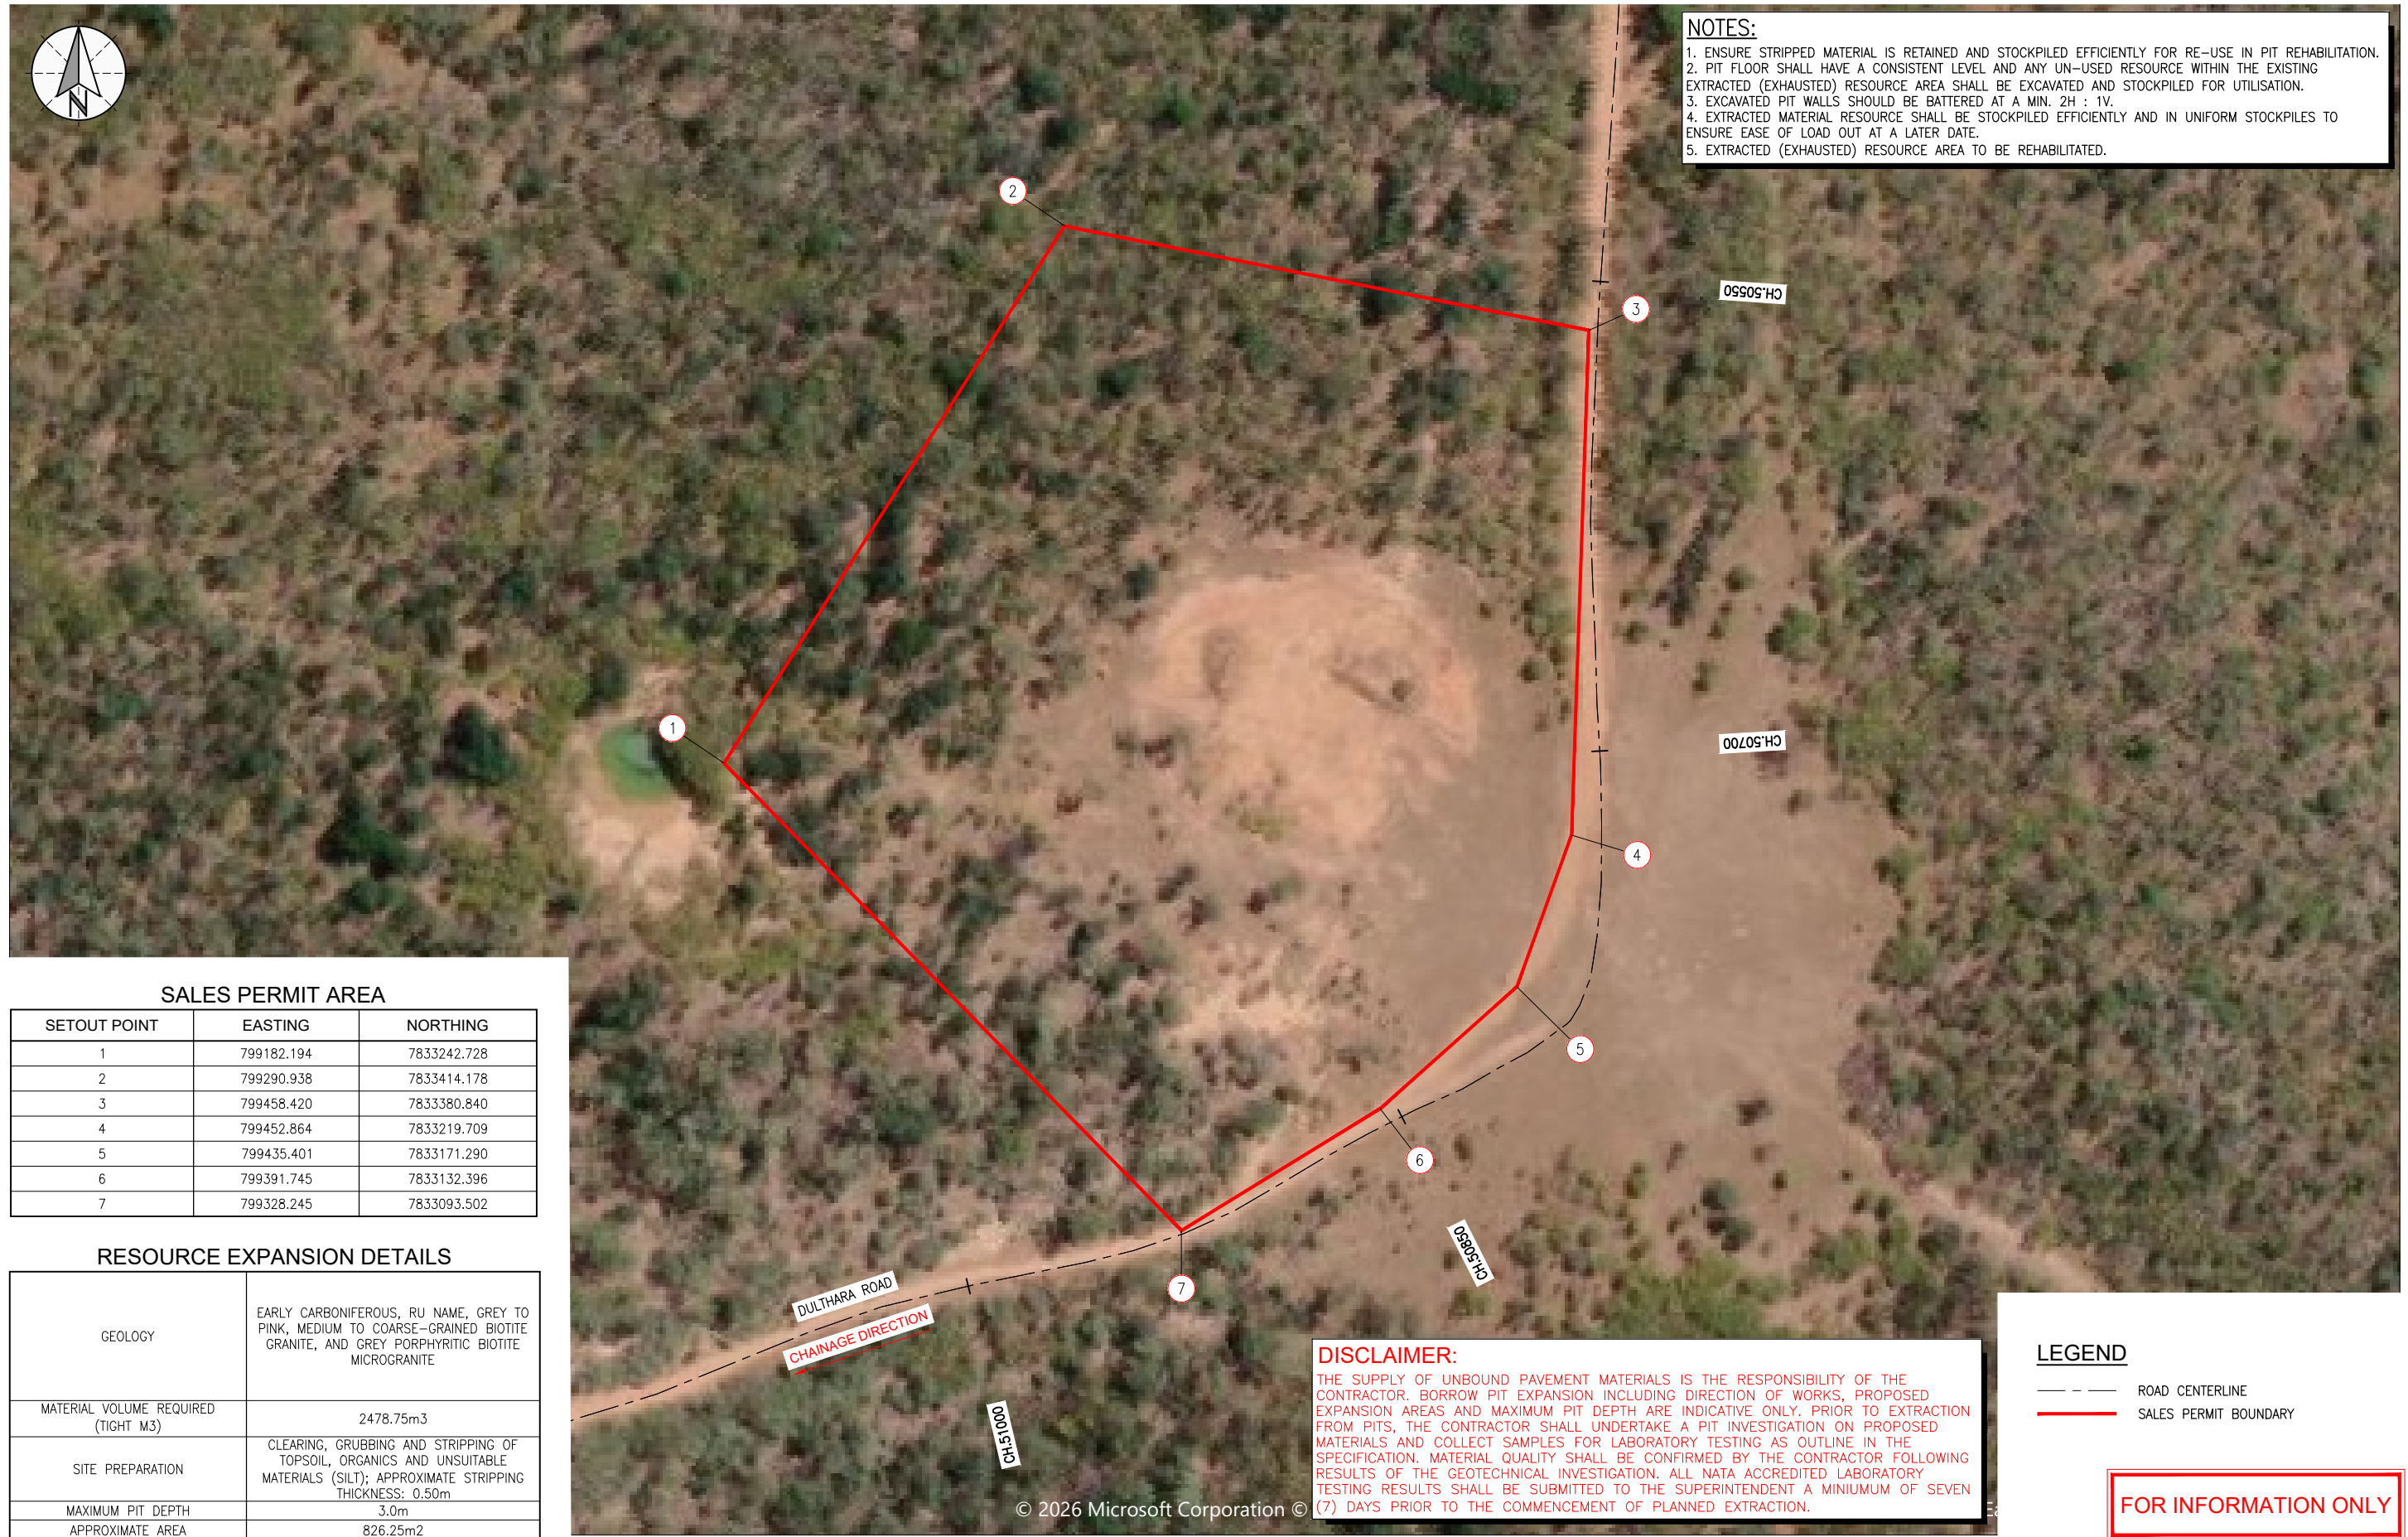 N
NOTES:
1. ENSURE STRIPPED MATERIAL IS RETAINED AND STOCKPILED EFFICIENTLY FOR RE-USE IN PIT REHABILITATION.
2. PIT FLOOR SHALL HAVE A CONSISTENT LEVEL AND ANY UN-USED RESOURCE WITHIN THE EXISTING
EXTRACTED (EXHAUSTED) RESOURCE AREA SHALL BE EXCAVATED AND STOCKPILED FOR UTILISATION.
3. EXCAVATED PIT WALLS SHOULD BE BATTERED AT A MIN. 2H : 1V.
4. EXTRACTED MATERIAL RESOURCE SHALL BE STOCKPILED EFFICIENTLY AND IN UNIFORM STOCKPILES TO
ENSURE EASE OF LOAD OUT AT A LATER DATE.
5. EXTRACTED (EXHAUSTED) RESOURCE AREA TO BE REHABILITATED.
2
CH.50550
3
1
CH.50700
4
5
6
CH.50850
7
DULTHARA ROAD
CHAINAGE DIRECTION
CH.51000
SALES PERMIT AREA
SETOUT POINT EASTING NORTHING
1 799182.194 7833242.728
2 799290.938 7833414.178
3 799458.420 7833380.840
4 799452.864 7833219.709
5 799435.401 7833171.290
6 799391.745 7833132.396
7 799328.245 7833093.502
RESOURCE EXPANSION DETAILS
GEOLOGY
EARLY CARBONIFEROUS, RU NAME, GREY TO
PINK, MEDIUM TO COARSE-GRAINED BIOTITE
GRANITE, AND GREY PORPHYRITIC BIOTITE
MICROGRANITE
MATERIAL VOLUME REQUIRED
(TIGHT M3)
2478.75m3
SITE PREPARATION
CLEARING, GRUBBING AND STRIPPING OF
TOPSOIL, ORGANICS AND UNSUITABLE
MATERIALS (SILT); APPROXIMATE STRIPPING
THICKNESS: 0.50m
MAXIMUM PIT DEPTH 3.0m
APPROXIMATE AREA 826.25m2
DISCLAIMER:
THE SUPPLY OF UNBOUND PAVEMENT MATERIALS IS THE RESPONSIBILITY OF THE
CONTRACTOR. BORROW PIT EXPANSION INCLUDING DIRECTION OF WORKS, PROPOSED
EXPANSION AREAS AND MAXIMUM PIT DEPTH ARE INDICATIVE ONLY. PRIOR TO EXTRACTION
FROM PITS, THE CONTRACTOR SHALL UNDERTAKE A PIT INVESTIGATION ON PROPOSED
MATERIALS AND COLLECT SAMPLES FOR LABORATORY TESTING AS OUTLINE IN THE
SPECIFICATION. MATERIAL QUALITY SHALL BE CONFIRMED BY THE CONTRACTOR FOLLOWING
RESULTS OF THE GEOTECHNICAL INVESTIGATION. ALL NATA ACCREDITED LABORATORY
TESTING RESULTS SHALL BE SUBMITTED TO THE SUPERINTENDENT A MINIUMUM OF SEVEN
(7) DAYS PRIOR TO THE COMMENCEMENT OF PLANNED EXTRACTION.
© 2026 Microsoft Corporation ©
LEGEND
ROAD CENTERLINE
SALES PERMIT BOUNDARY
FOR INFORMATION ONLY